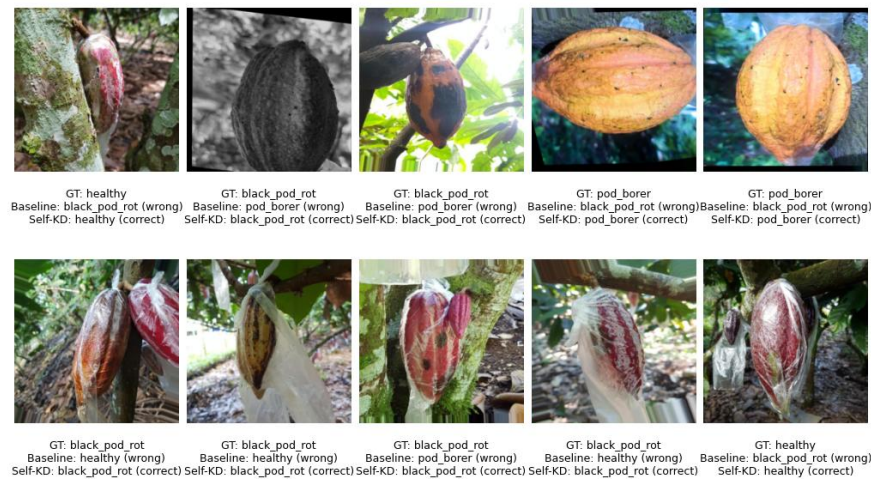 GT: healthy
Baseline: black_pod_rot (wrong)
Self-KD: healthy (correct)
GT: black_pod_rot
Baseline: pod_borer (wrong)
Self-KD: black_pod_rot (correct)
GT: black_pod_rot
Baseline: pod_borer (wrong)
Self-KD: black_pod_rot (correct)
GT: pod_borer
Baseline: black_pod_rot (wrong)
Self-KD: pod_borer (correct)
GT: pod_borer
Baseline: black_pod_rot (wrong)
Self-KD: pod_borer (correct)
GT: black_pod_rot
Baseline: healthy (wrong)
Self-KD: black_pod_rot (correct)
GT: black_pod_rot
Baseline: healthy (wrong)
Self-KD: black_pod_rot (correct)
GT: black_pod_rot
Baseline: pod_borer (wrong)
Self-KD: black_pod_rot (correct)
GT: black_pod_rot
Baseline: healthy (wrong)
Self-KD: black_pod_rot (correct)
GT: healthy
Baseline: black_pod_rot (wrong)
Self-KD: healthy (correct)